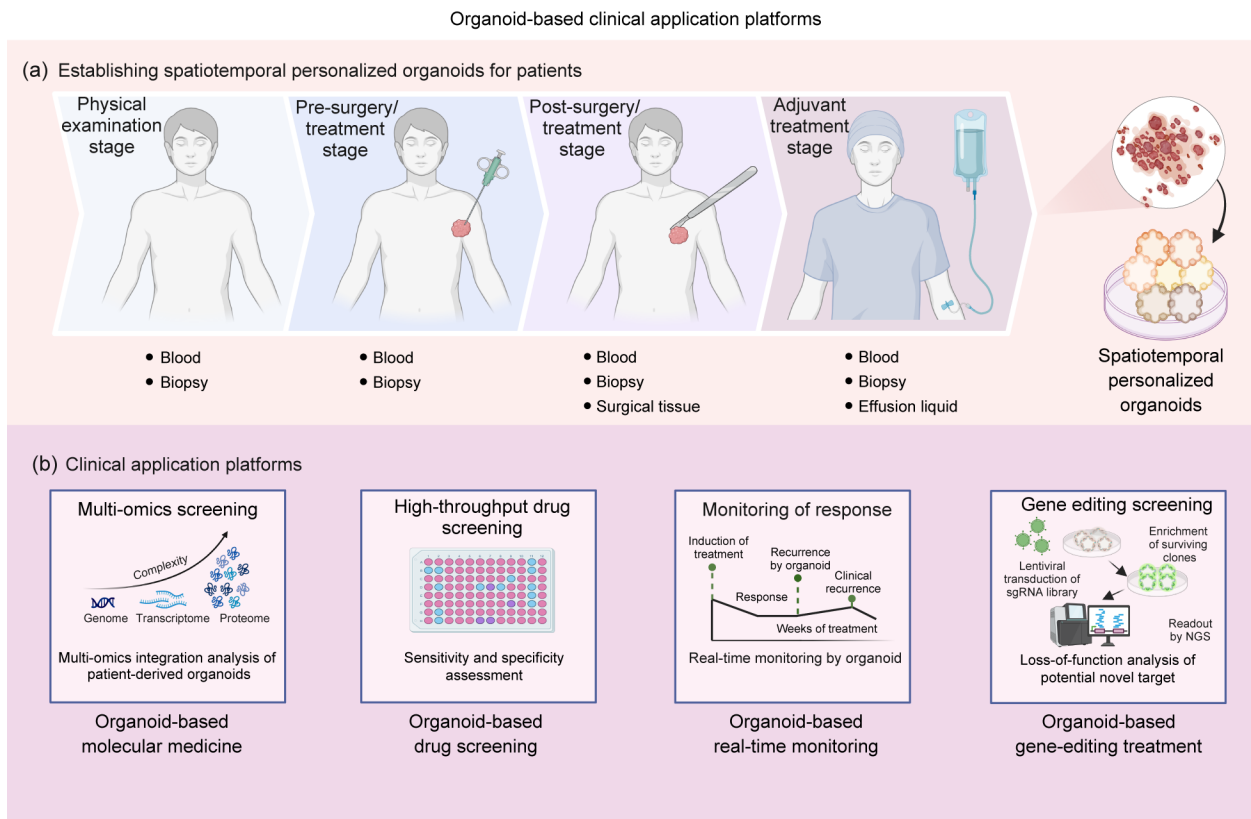 Organoid-based clinical application platforms
(a) Establishing spatiotemporal personalized organoids for patients
Physical
examination
stage
Pre-surgery/
treatment
stage
Post-surgery/
treatment
stage
Adjuvant
treatment
stage
• Blood
• Biopsy
• Blood
• Biopsy
• Blood
• Biopsy
• Surgical tissue
• Blood
• Biopsy
• Effusion liquid
Spatiotemporal
personalized
organoids
(b) Clinical application platforms
Multi-omics screening
Complexity
Genome
Transcriptome
Proteome
Multi-omics integration analysis of
patient-derived organoids
Organoid-based
molecular medicine
High-throughput drug
screening
Sensitivity and specificity
assessment
Organoid-based
drug screening
Monitoring of response
Induction of
treatment
Recurrence
by organoid
Clinical
recurrence
Response
Weeks of treatment
Real-time monitoring by organoid
Organoid-based
real-time monitoring
Gene editing screening
Lentiviral
transduction of
sgRNA library
Enrichment
of surviving
clones
Readout
by NGS
Loss-of-function analysis of
potential novel target
Organoid-based
gene-editing treatment